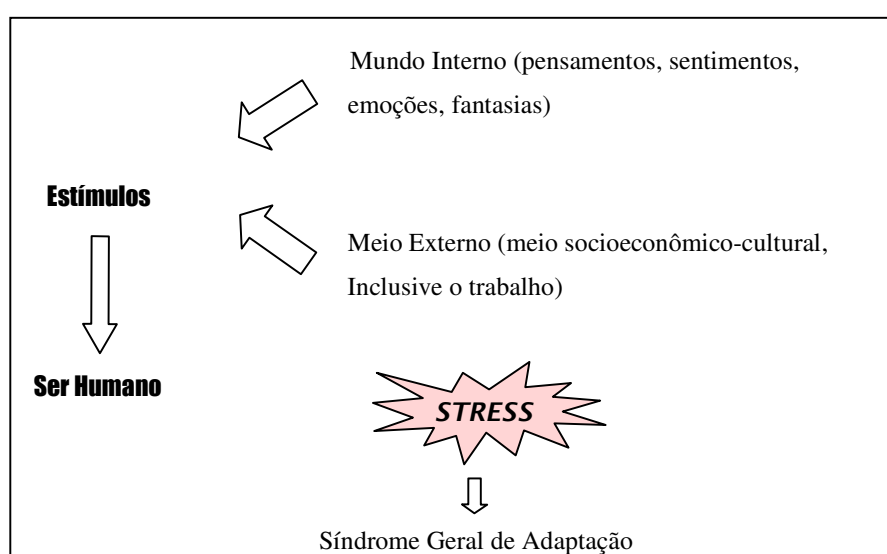 Mundo Interno (pensamentos, sentimentos,
emoções, fantasias)
Estímulos
Meio Externo (meio socioeconômico-cultural,
Inclusive o trabalho)
Ser Humano
STRESS
Síndrome Geral de Adaptação